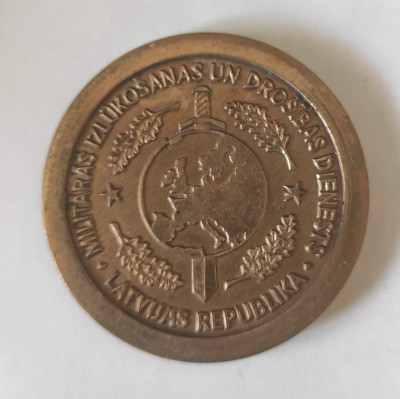 MILITĀRĀS IZLŪKOŠANAS UN DROŠĪBAS DIENESTS
LATVIJAS REPUBLIKA